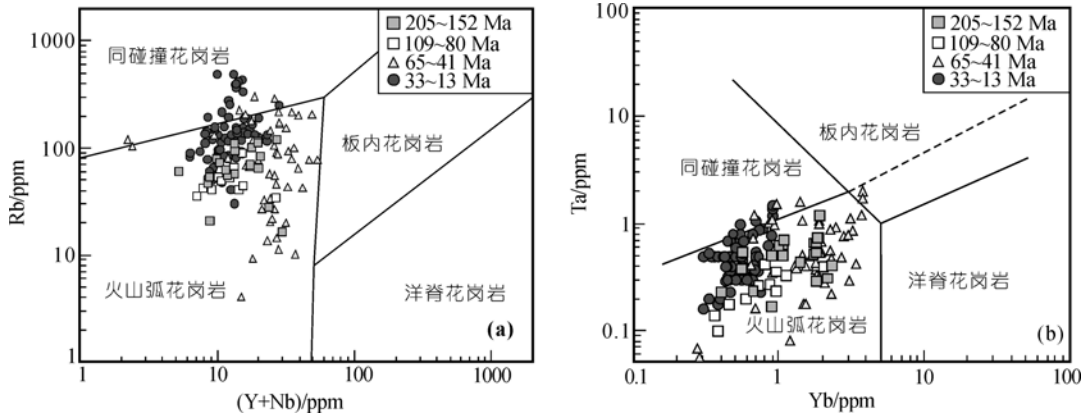 205~152 Ma
109~80 Ma
65~41 Ma
33~13 Ma
1000
100
10
1
Rb/ppm
同碰撞花岗岩
板内花岗岩
火山弧花岗岩
洋脊花岗岩
(a)
1
10
100
1000
(Y+Nb)/ppm
205~152 Ma
109~80 Ma
65~41 Ma
33~13 Ma
100
10
1
0.1
Ta/ppm
板内花岗岩
同碰撞花岗岩
洋脊花岗岩
火山弧花岗岩
(b)
0.1
1
10
100
Yb/ppm